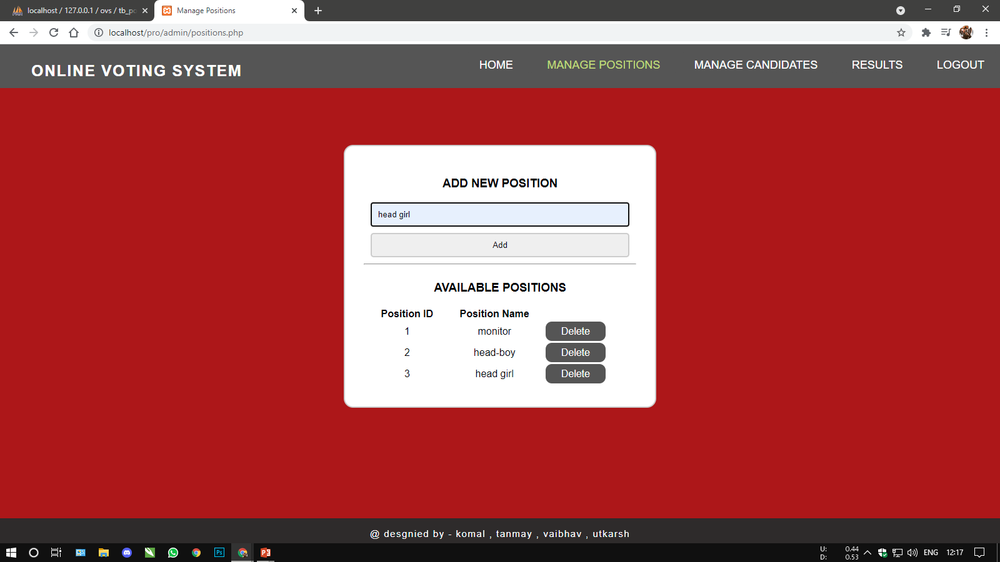 localhost / 127.0.0.1 / ovs / tb_po
Manage Positions
localhost/pro/admin/positions.php
ONLINE VOTING SYSTEM
HOME MANAGE POSITIONS MANAGE CANDIDATES RESULTS LOGOUT
ADD NEW POSITION
head girl
Add
AVAILABLE POSITIONS
Position ID Position Name
1 monitor Delete
2 head-boy Delete
3 head girl Delete
@ desgnied by - komal , tanmay , vaibhav , utkarsh
Ps
P
U: 0.44
D: 0.53
ENG
12:17